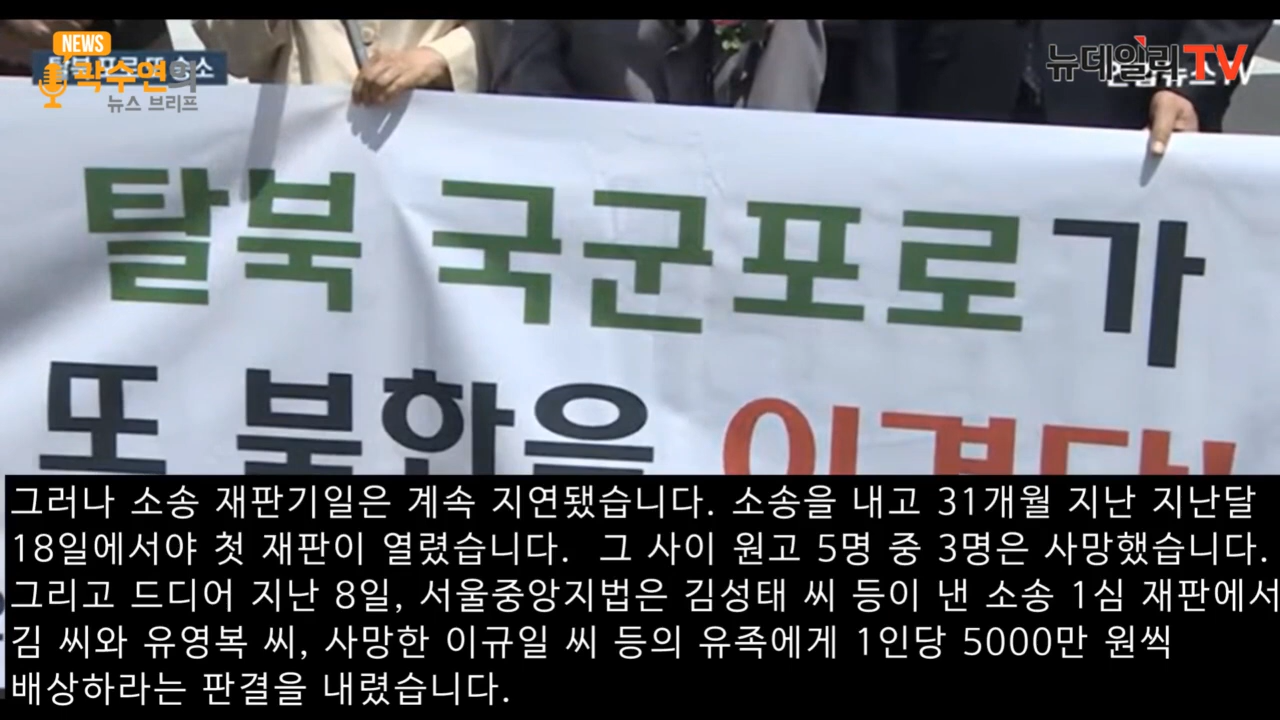 NEWS
곽수연의
뉴스 브리프
뉴데일리TV
탈북 국군포로가
또 북한을 이겼다!
그러나 소송 재판기일은 계속 지연됐습니다. 소송을 내고 31개월 지난 지난달
18일에서야 첫 재판이 열렸습니다. 그 사이 원고 5명 중 3명은 사망했습니다.
그리고 드디어 지난 8일, 서울중앙지법은 김성태 씨 등이 낸 소송 1심 재판에서
김 씨와 유영복 씨, 사망한 이규일 씨 등의 유족에게 1인당 5000만 원씩
배상하라는 판결을 내렸습니다.